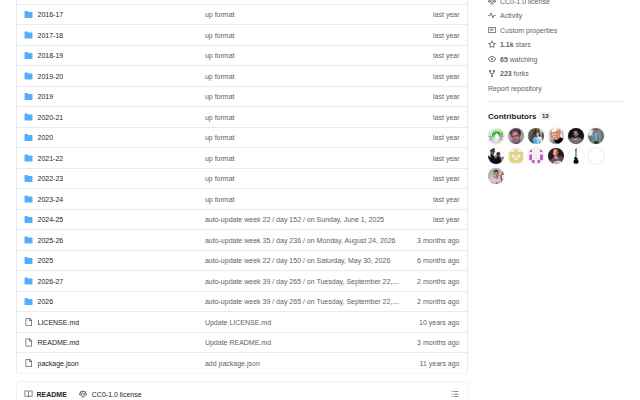 CC0-1.0 license
2016-17 up format last year
Activity
2017-18 up format last year
Custom properties
1.1k stars
2018-19 up format last year
65 watching
2019-20 up format last year
223 forks
Report repository
2019 up format last year
2020-21 up format last year
Contributors 13
2020 up format last year
2021-22 up format last year
2022-23 up format last year
2023-24 up format last year
2024-25 auto-update week 22 / day 152 / on Sunday, June 1, 2025 last year
2025-26 auto-update week 35 / day 236 / on Monday, August 24, 2026 3 months ago
2025 auto-update week 22 / day 150 / on Saturday, May 30, 2026 6 months ago
2026-27 auto-update week 39 / day 265 / on Tuesday, September 22,... 2 months ago
2026 auto-update week 39 / day 265 / on Tuesday, September 22,... 2 months ago
LICENSE.md Update LICENSE.md 10 years ago
README.md Update README.md 3 months ago
package.json add package.json 11 years ago
README CC0-1.0 license